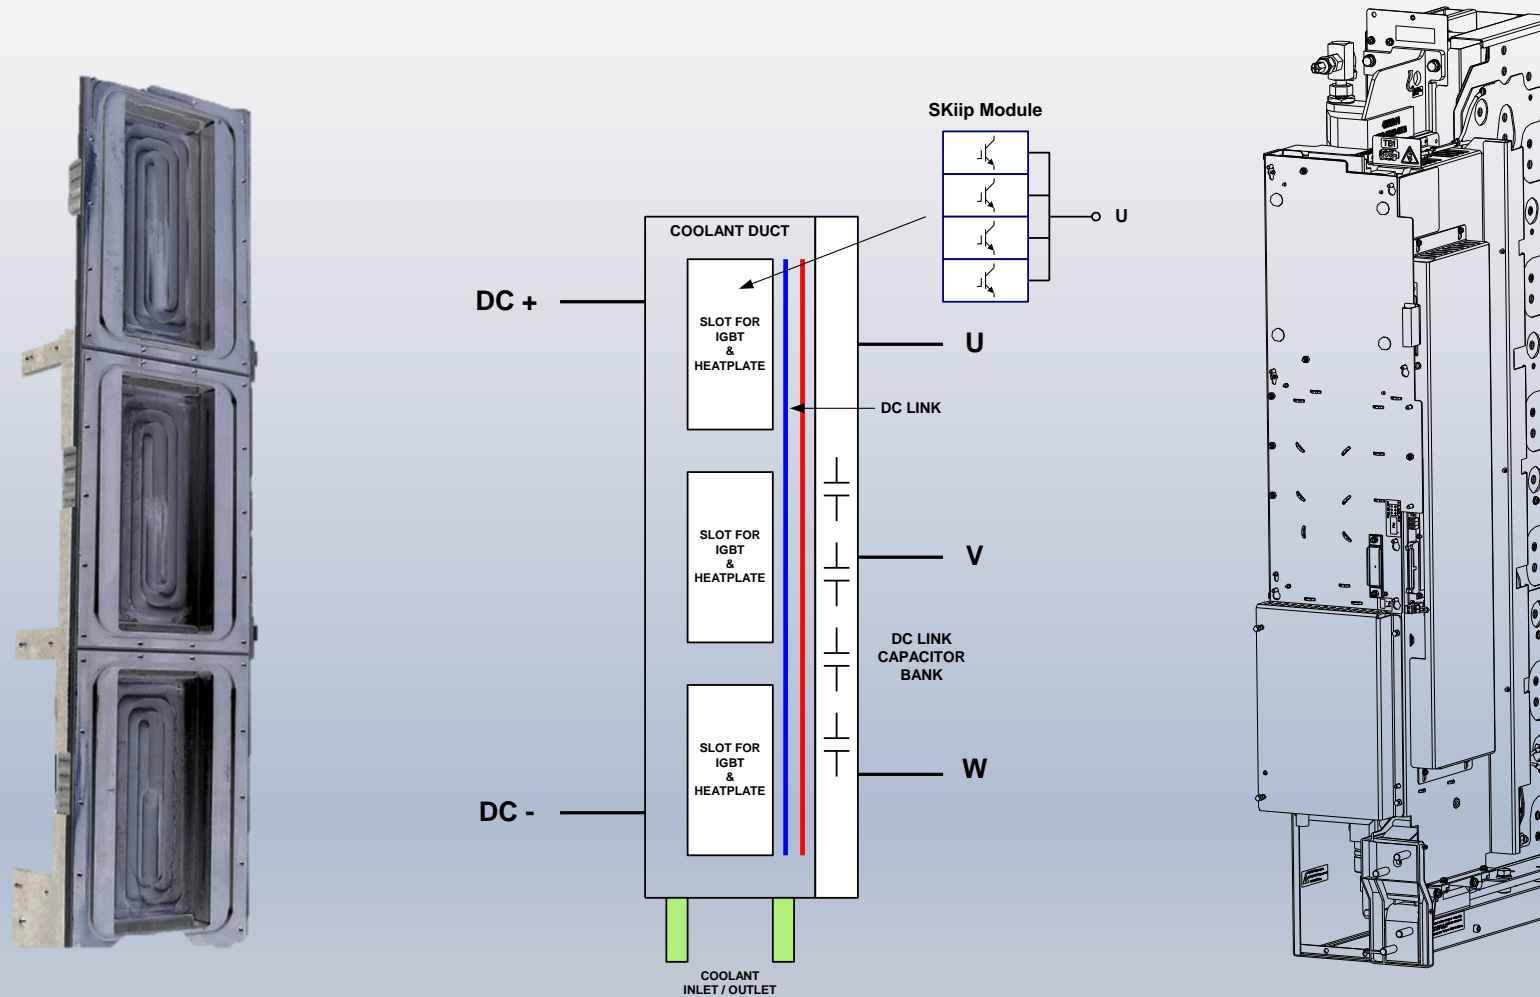 SKiip Module
U
COOLANT DUCT
DC +
SLOT FOR
IGBT
&
HEATPLATE
U
DC LINK
SLOT FOR
IGBT
&
HEATPLATE
V
DC LINK
CAPACITOR
BANK
SLOT FOR
IGBT
&
HEATPLATE
W
DC -
COOLANT
INLET / OUTLET
TB1